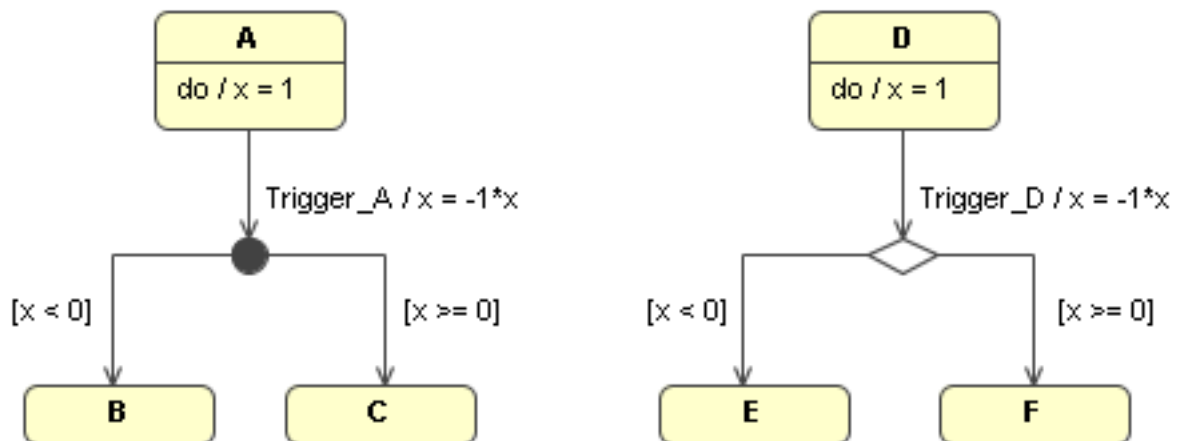 A
do / x = 1
Trigger_A / x = -1*x
[x < 0]
[x >= 0]
B
C
D
do / x = 1
Trigger_D / x = -1*x
[x < 0]
[x >= 0]
E
F